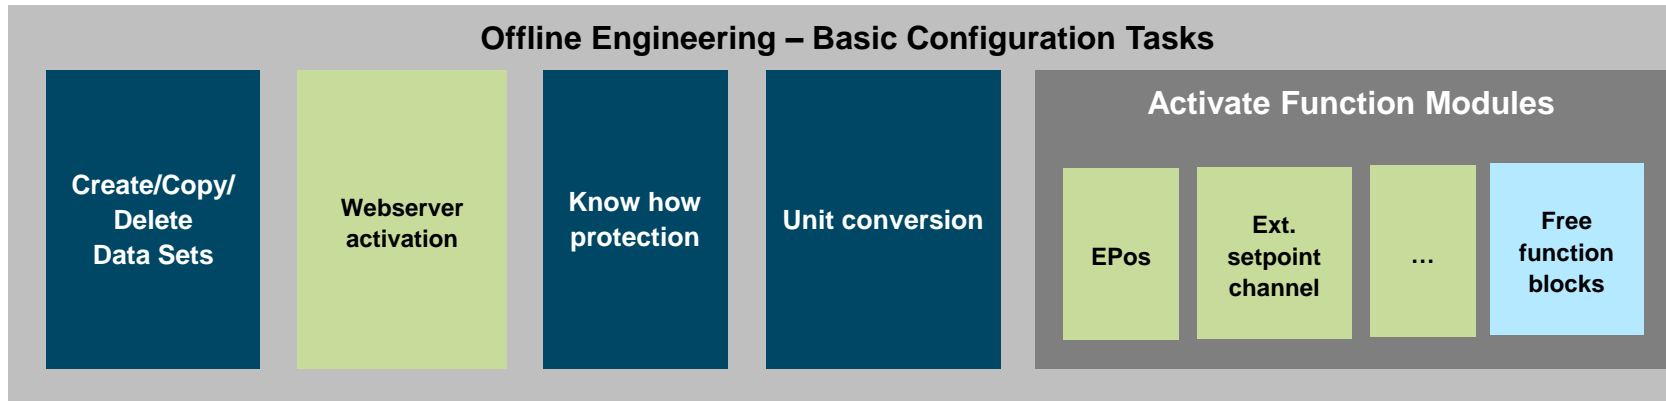 Offline Engineering – Basic Configuration Tasks
Create/Copy/
Delete
Data Sets
Webserver
activation
Know how
protection
Unit conversion
Activate Function Modules
EPos
Ext.
setpoint
channel
...
Free
function
blocks